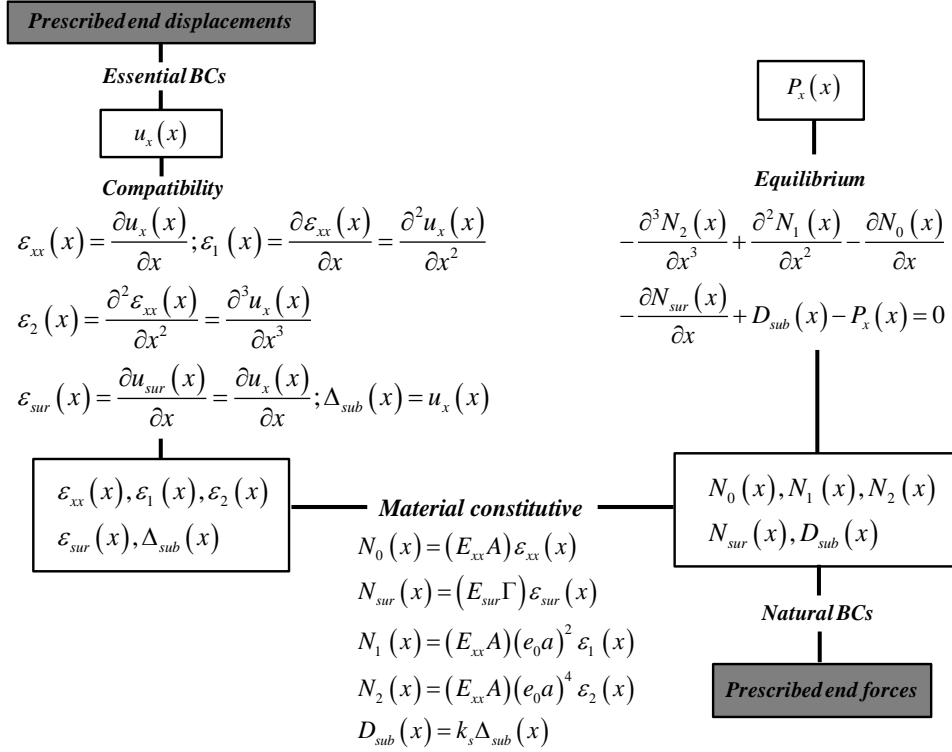 Prescribed end displacements
Essential BCs
u_x(x)
Compatibility
ε_xx(x) = ∂u_x(x)/∂x ; ε_1(x) = ∂ε_xx(x)/∂x = ∂²u_x(x)/∂x²
ε_2(x) = ∂²ε_xx(x)/∂x² = ∂³u_x(x)/∂x³
ε_sur(x) = ∂u_sur(x)/∂x = ∂u_x(x)/∂x ; Δ_sub(x) = u_x(x)
ε_xx(x), ε_1(x), ε_2(x)
ε_sur(x), Δ_sub(x)
Material constitutive
N_0(x) = (E_xx A) ε_xx(x)
N_sur(x) = (E_sur Γ) ε_sur(x)
N_1(x) = (E_xx A)(e_0 a)² ε_1(x)
N_2(x) = (E_xx A)(e_0 a)⁴ ε_2(x)
D_sub(x) = k_s Δ_sub(x)
P_x(x)
Equilibrium
−∂³N_2(x)/∂x³ + ∂²N_1(x)/∂x² − ∂N_0(x)/∂x
−∂N_sur(x)/∂x + D_sub(x) − P_x(x) = 0
N_0(x), N_1(x), N_2(x)
N_sur(x), D_sub(x)
Natural BCs
Prescribed end forces